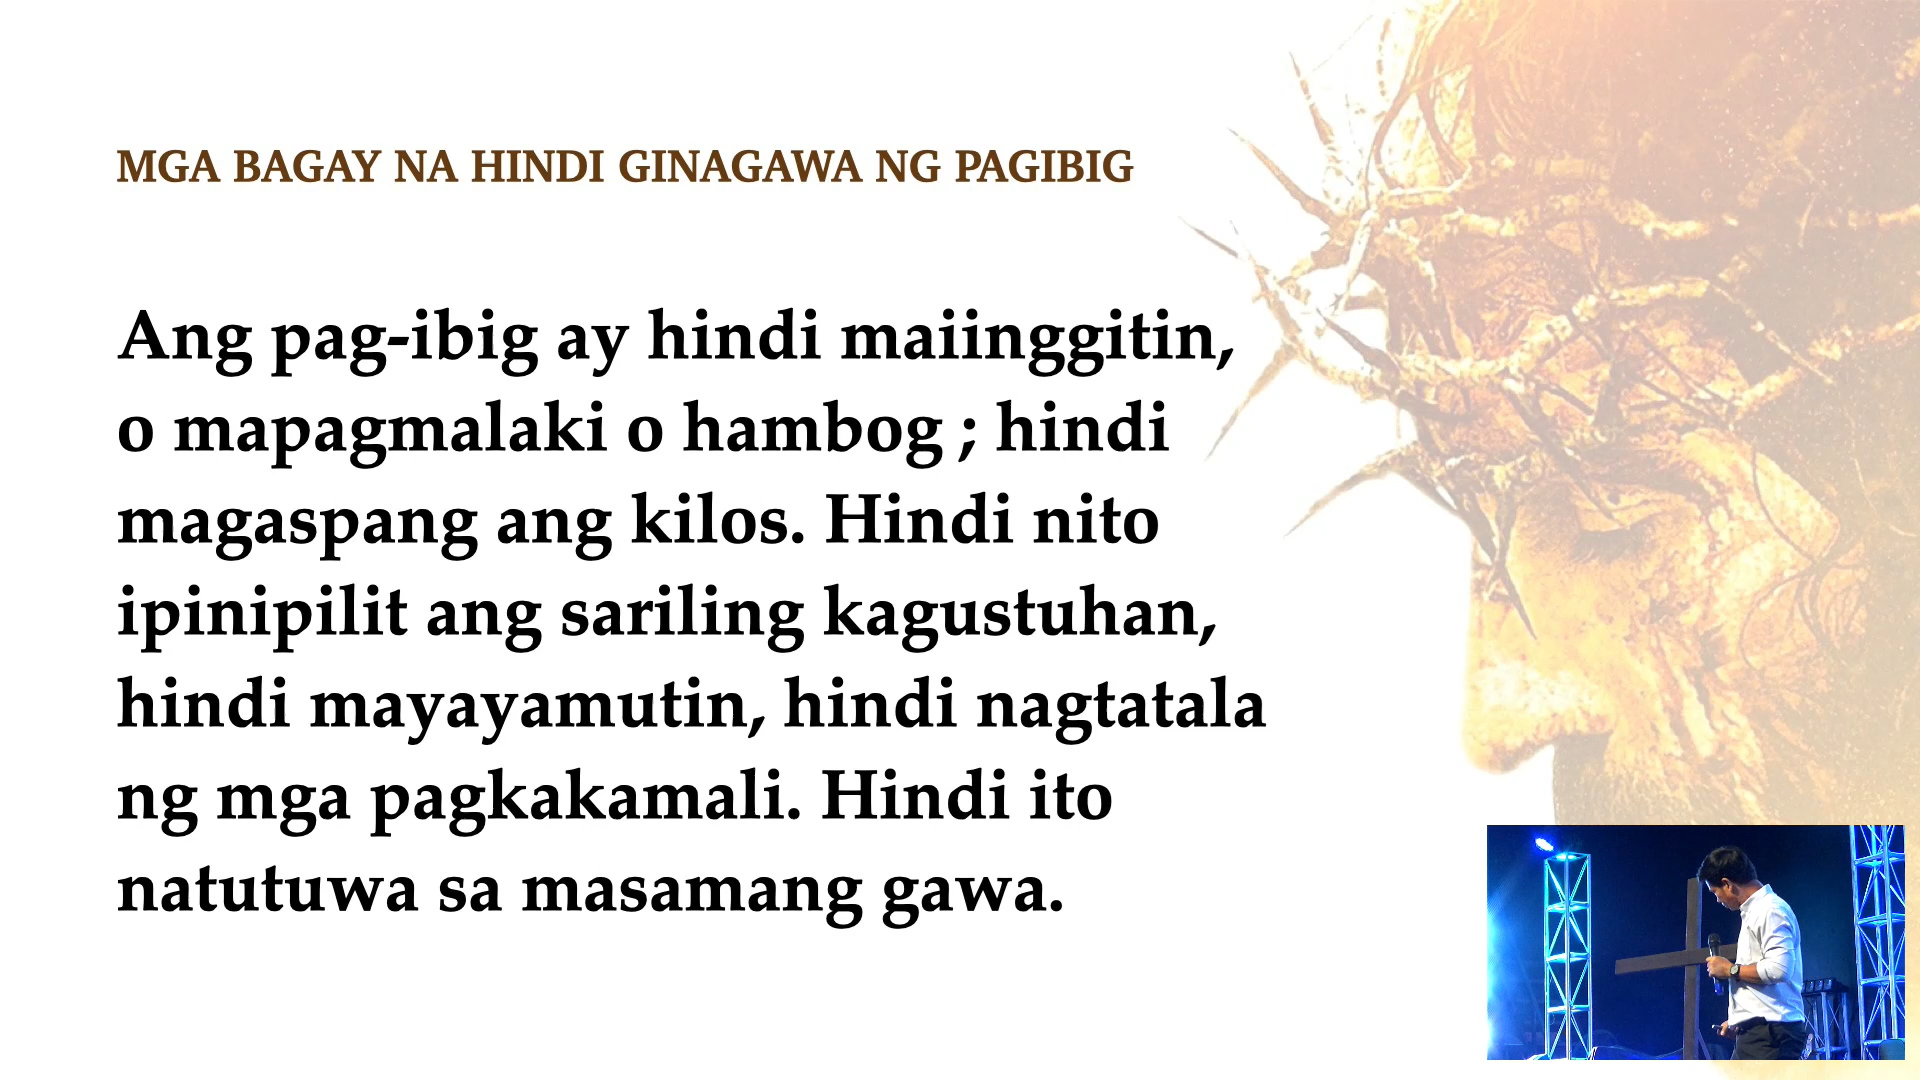 MGA BAGAY NA HINDI GINAGAWA NG PAGIBIG
Ang pag-ibig ay hindi maiinggitin,
o mapagmalaki o hambog ; hindi
magaspang ang kilos. Hindi nito
ipinipilit ang sariling kagustuhan,
hindi mayayamutin, hindi nagtatala
ng mga pagkakamali. Hindi ito
natutuwa sa masamang gawa.